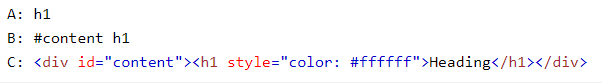 A: h1
B: #content h1
C: <div id="content"><h1 style="color: #ffffff">Heading</h1></div>